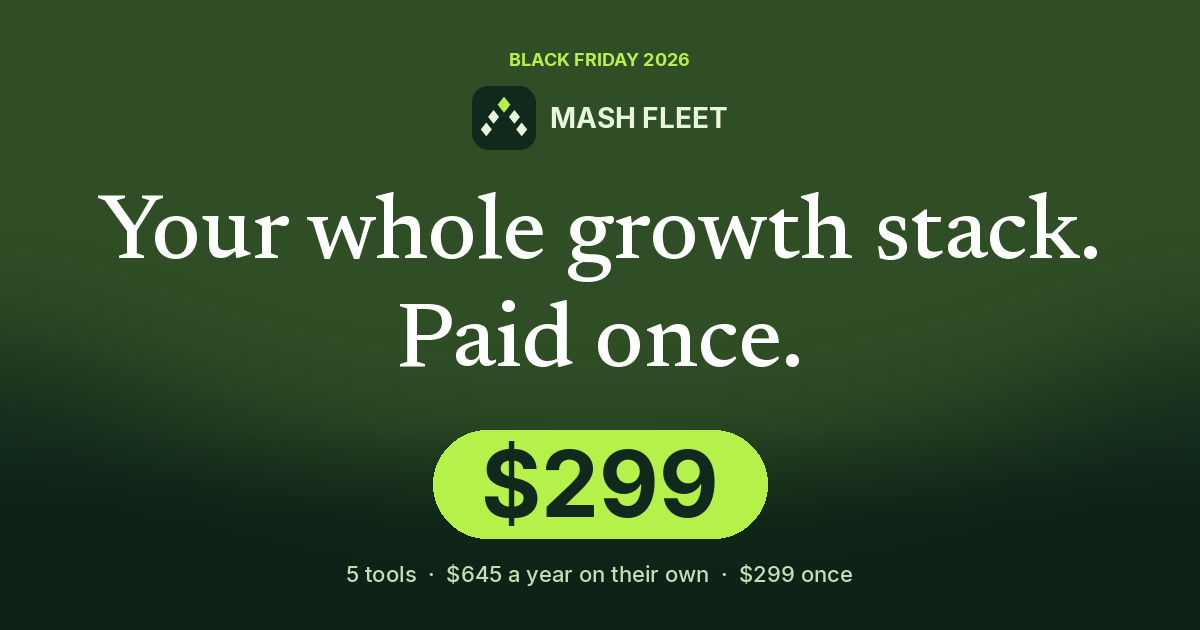 BLACK FRIDAY 2026
MASH FLEET
Your whole growth stack.
Paid once.
$299
5 tools · $645 a year on their own · $299 once